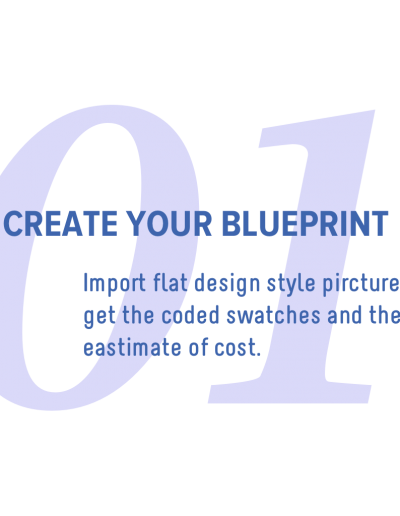 01
CREATE YOUR BLUEPRINT
Import flat design style pircture
get the coded swatches and the
eastimate of cost.